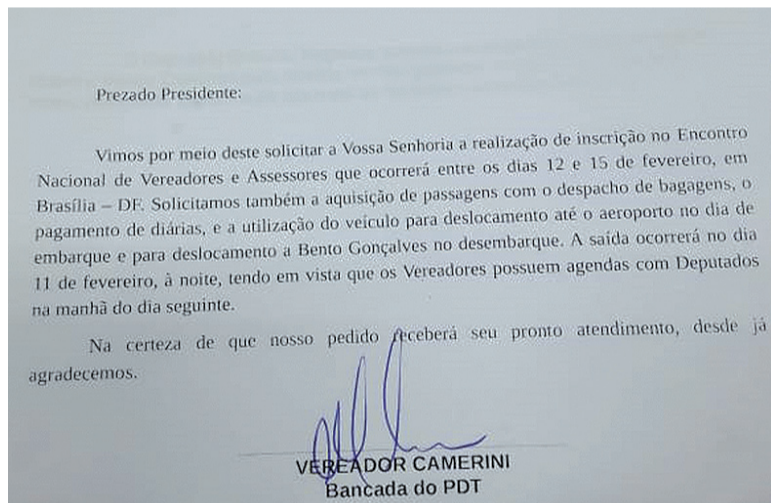 Prezado Presidente:
Vimos por meio deste solicitar a Vossa Senhoria a realização de inscrição no Encontro
Nacional de Vereadores e Assessores que ocorrerá entre os dias 12 e 15 de fevereiro, em
Brasília – DF. Solicitamos também a aquisição de passagens com o despacho de bagagens, o
pagamento de diárias, e a utilização do veículo para deslocamento até o aeroporto no dia de
embarque e para deslocamento a Bento Gonçalves no desembarque. A saída ocorrerá no dia
11 de fevereiro, à noite, tendo em vista que os Vereadores possuem agendas com Deputados
na manhã do dia seguinte.
Na certeza de que nosso pedido receberá seu pronto atendimento, desde já
agradecemos.
VEREADOR CAMERINI
Bancada do PDT